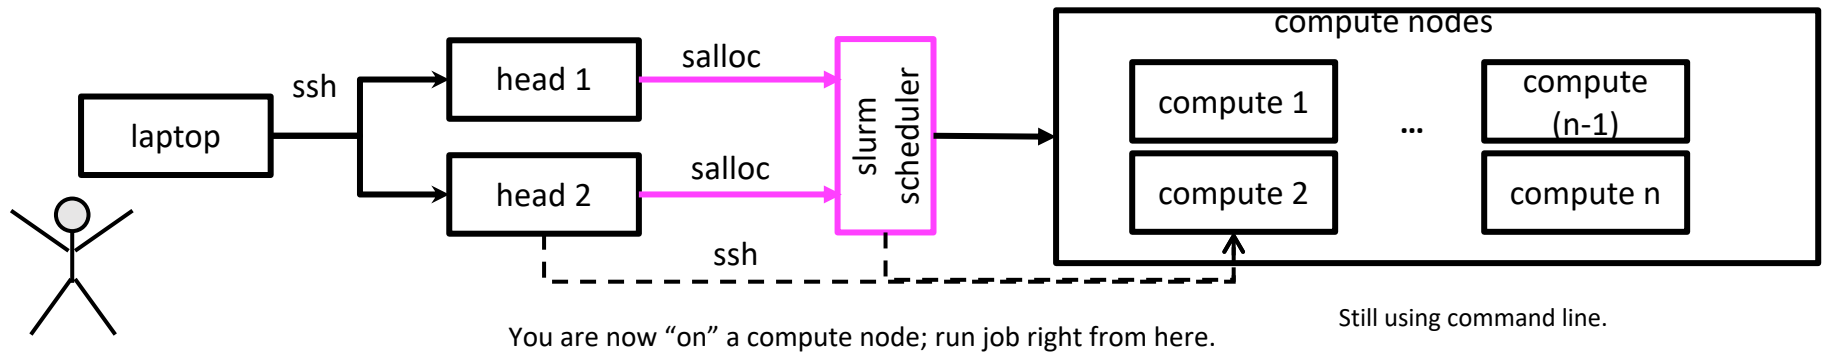 compute nodes
salloc
head 1
ssh
compute 1
compute
(n-1)
...
laptop
slurm
scheduler
salloc
head 2
compute 2
compute n
ssh
Still using command line.
You are now “on” a compute node; run job right from here.